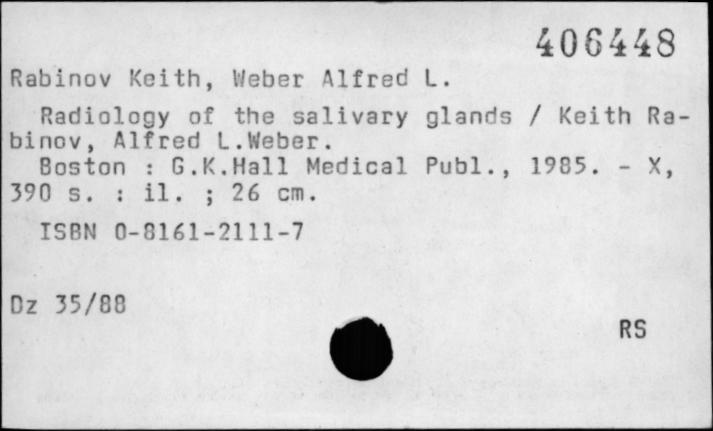 406448
Rabinov Keith, Weber Alfred L.
Radiology of the salivary glands / Keith Ra-
binov, Alfred L.Weber.
Boston : G.K.Hall Medical Publ., 1985. - X,
390 s. : il. ; 26 cm.
ISBN 0-8161-2111-7
Dz 35/88
RS